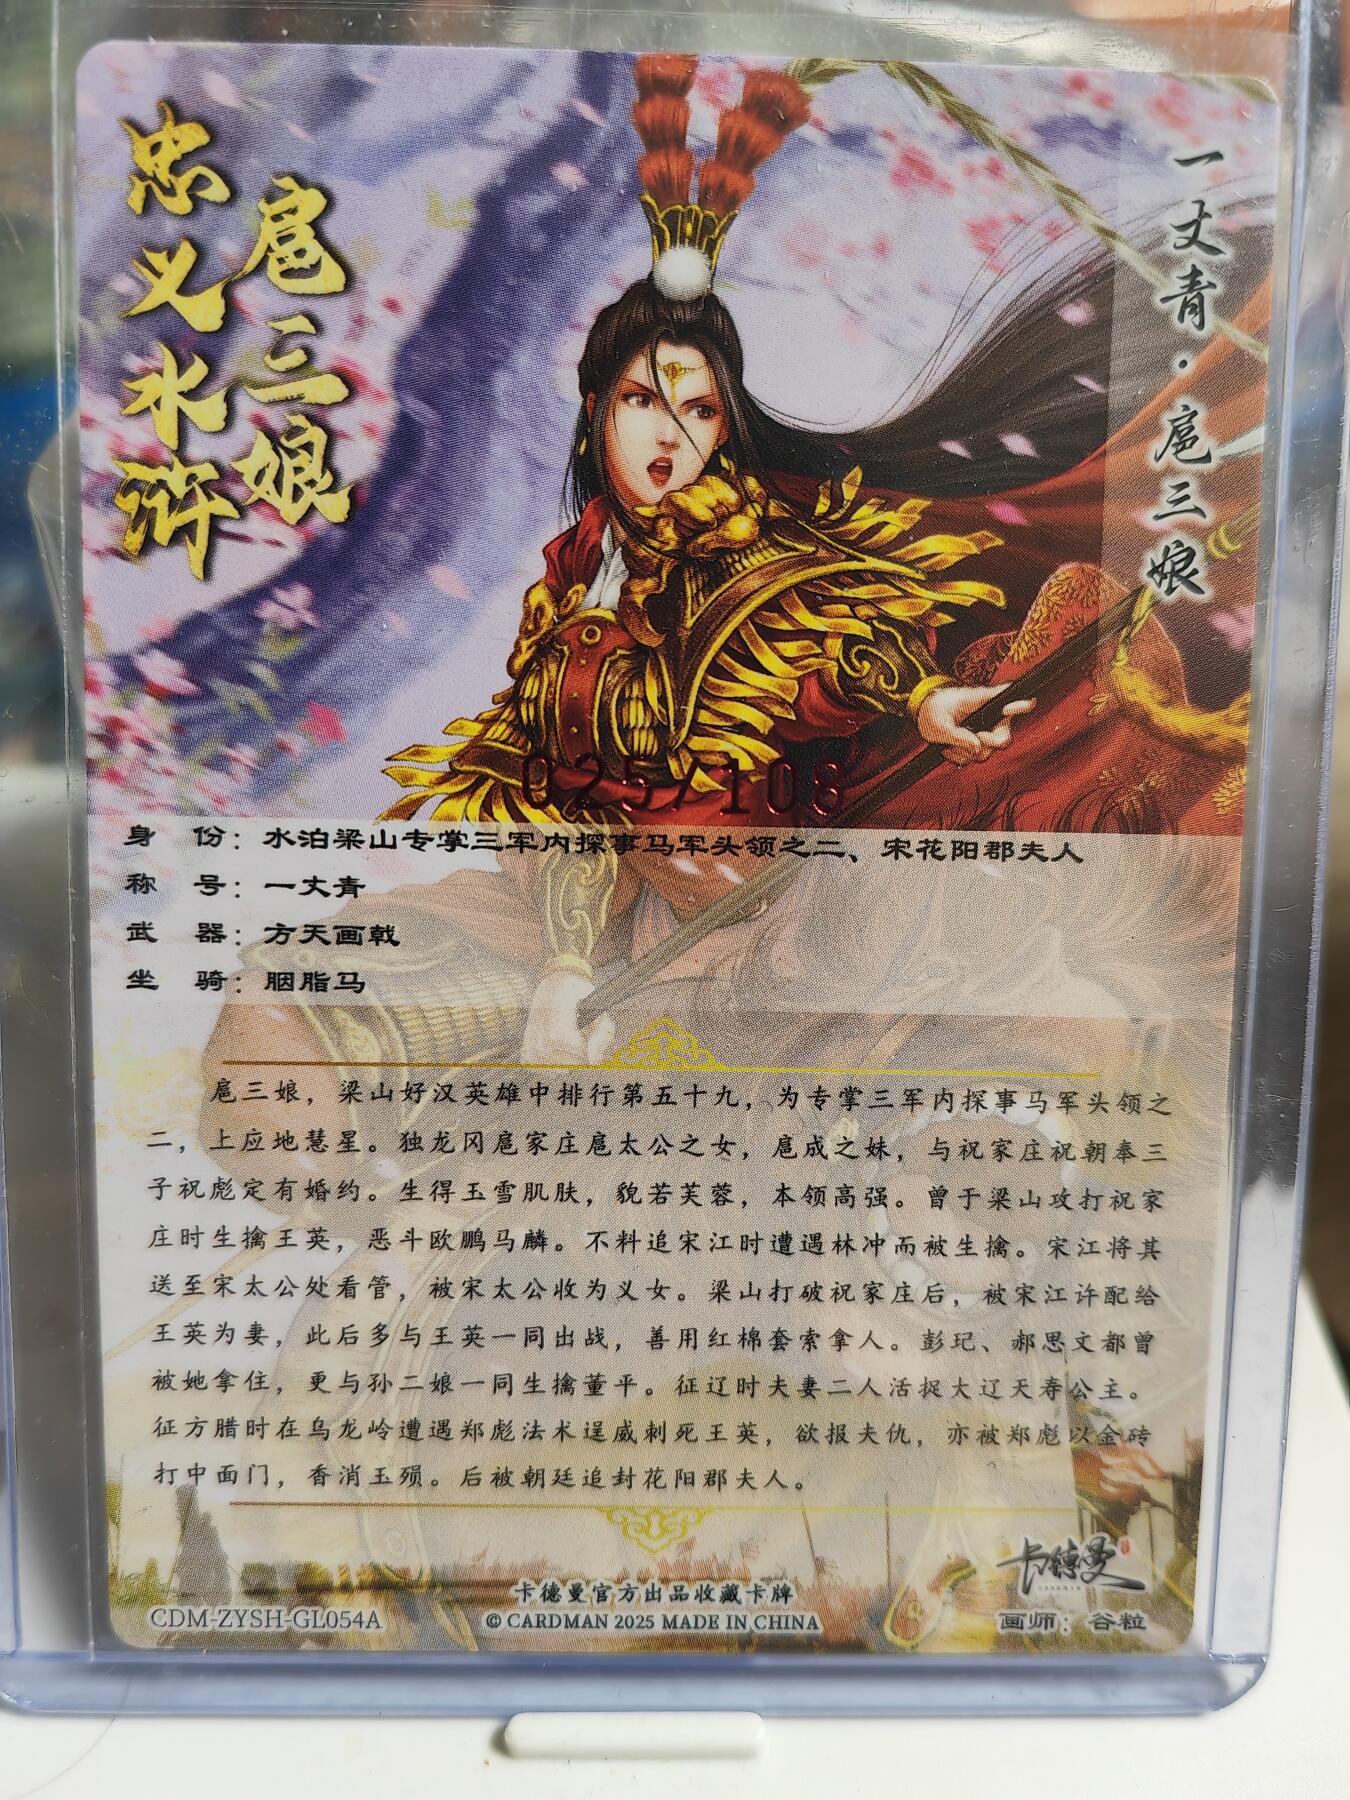 忠义水浒
扈三娘
一丈青·扈三娘
025/108
身 份：水泊梁山专掌三军内探事马军头领之二、宋花阳郡夫人
称 号：一丈青
武 器：方天画戟
坐 骑：胭脂马
扈三娘，梁山好汉英雄中排行第五十九，为专掌三军内探事马军头领之
二，上应地慧星。独龙冈扈家庄扈太公之女，扈成之妹，与祝家庄祝朝奉三
子祝彪定有婚约。生得玉雪肌肤，貌若芙蓉，本领高强。曾于梁山攻打祝家
庄时生擒王英，恶斗欧鹏马麟。不料追宋江时遭遇林冲而被生擒。宋江将其
送至宋太公处看管，被宋太公收为义女。梁山打破祝家庄后，被宋江许配给
王英为妻，此后多与王英一同出战，善用红棉套索拿人。彭玘、郝思文都曾
被她拿住，更与孙二娘一同生擒董平。征辽时夫妻二人活捉大辽天寿公主。
征方腊时在乌龙岭遭遇郑彪法术逞威刺死王英，欲报夫仇，亦被郑彪以金砖
打中面门，香消玉殒。后被朝廷追封花阳郡夫人。
卡德曼
CARDMAN
卡德曼官方出品收藏卡牌
CDM-ZYSH-GL054A
© CARDMAN 2025 MADE IN CHINA
画师：谷粒